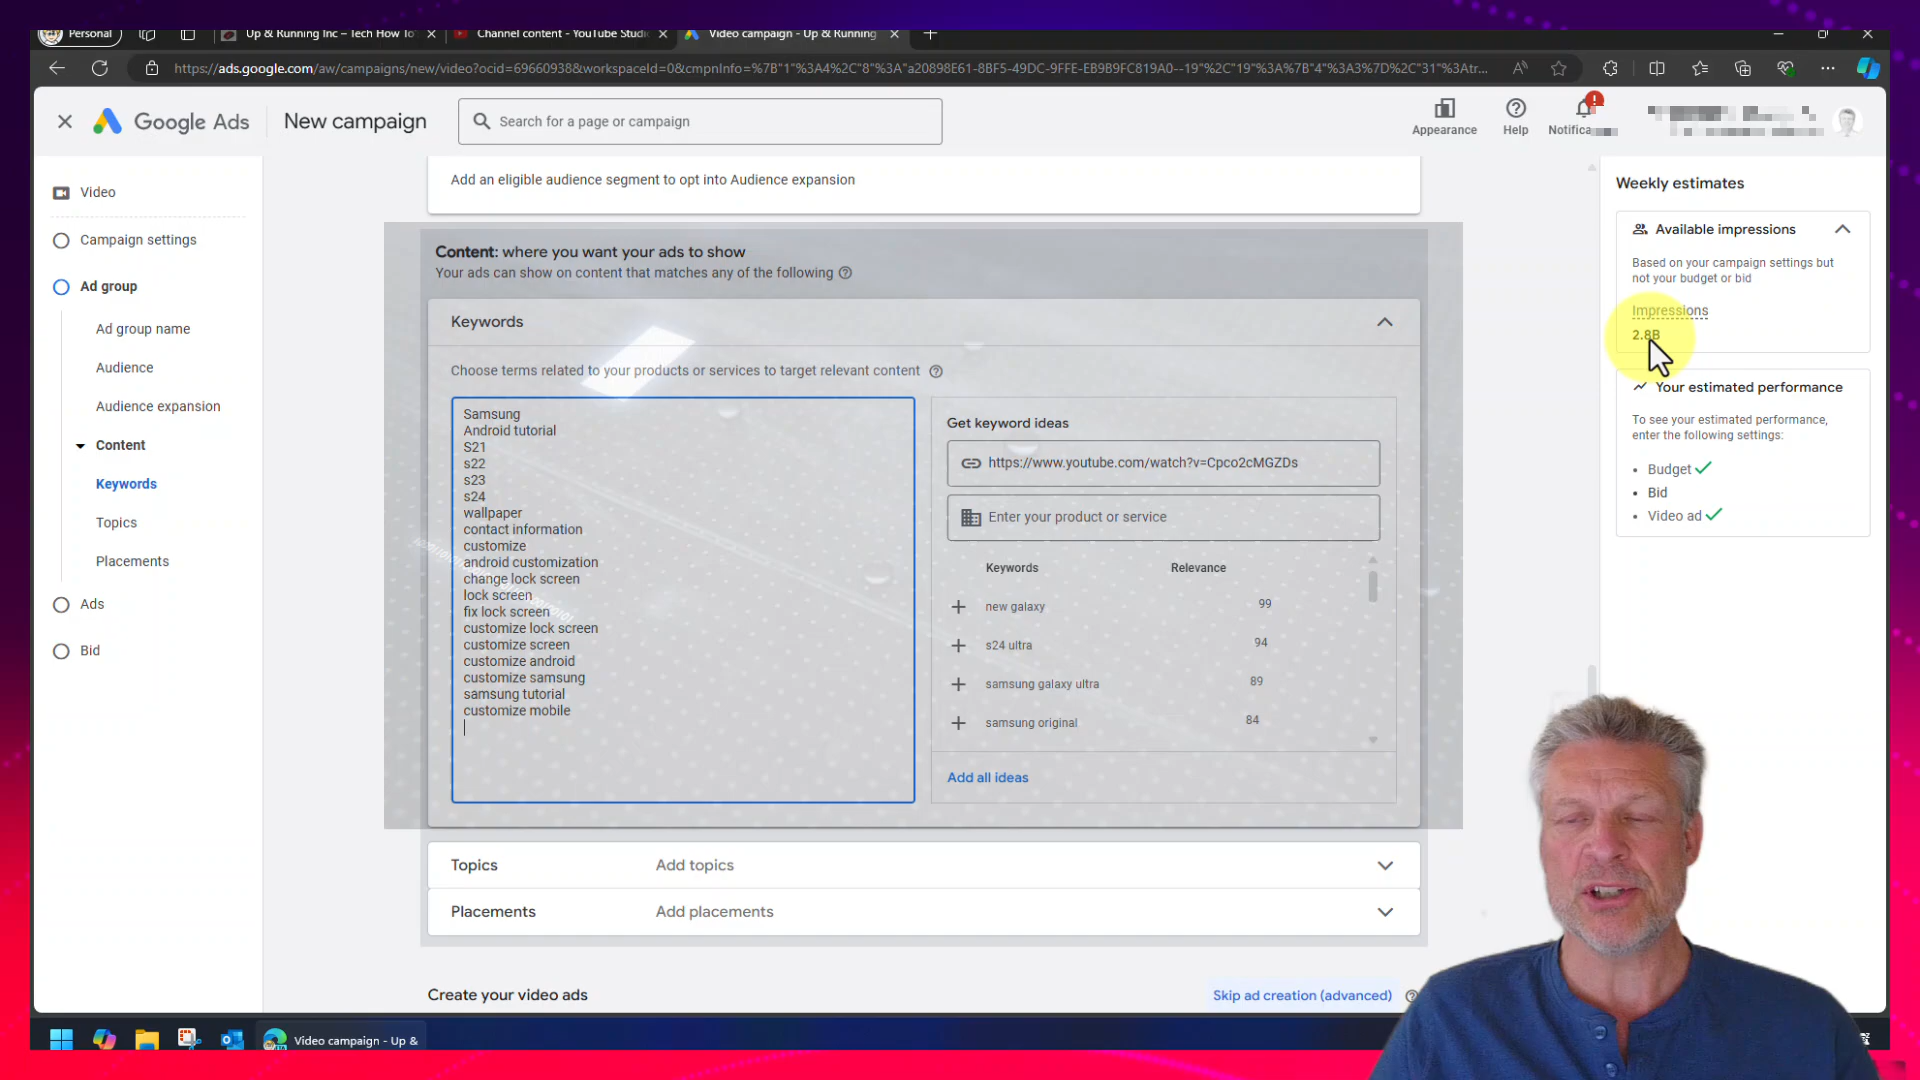 Personal
Up & Running Inc – Tech How To
Channel content - YouTube Studio
Video campaign - Up & Running
https://ads.google.com/aw/campaigns/new/video?ocid=69660938&workspaceId=0&cmpnInfo=%7B"1"%3A4%2C"8"%3A"a20898E61-8BF5-49DC-9FFE-EB9B9FC819A0--19"%2C"19"%3A%7B"4"%3A3%7D%2C"31"%3Atr...
Google Ads
New campaign
Search for a page or campaign
Appearance
Help
Notifica
Video
Campaign settings
Ad group
Ad group name
Audience
Audience expansion
Content
Keywords
Topics
Placements
Ads
Bid
Add an eligible audience segment to opt into Audience expansion
Content: where you want your ads to show
Your ads can show on content that matches any of the following
Keywords
Choose terms related to your products or services to target relevant content
Samsung
Android tutorial
S21
s22
s23
s24
wallpaper
contact information
customize
android customization
change lock screen
lock screen
fix lock screen
customize lock screen
customize screen
customize android
customize samsung
samsung tutorial
customize mobile
Get keyword ideas
https://www.youtube.com/watch?v=Cpco2cMGZDs
Enter your product or service
Keywords Relevance
new galaxy 99
s24 ultra 94
samsung galaxy ultra 89
samsung original 84
Add all ideas
Topics Add topics
Placements Add placements
Create your video ads
Skip ad creation (advanced)
Weekly estimates
Available impressions
Based on your campaign settings but
not your budget or bid
Impressions
2.8B
Your estimated performance
To see your estimated performance,
enter the following settings:
• Budget
• Bid
• Video ad
Video campaign - Up &